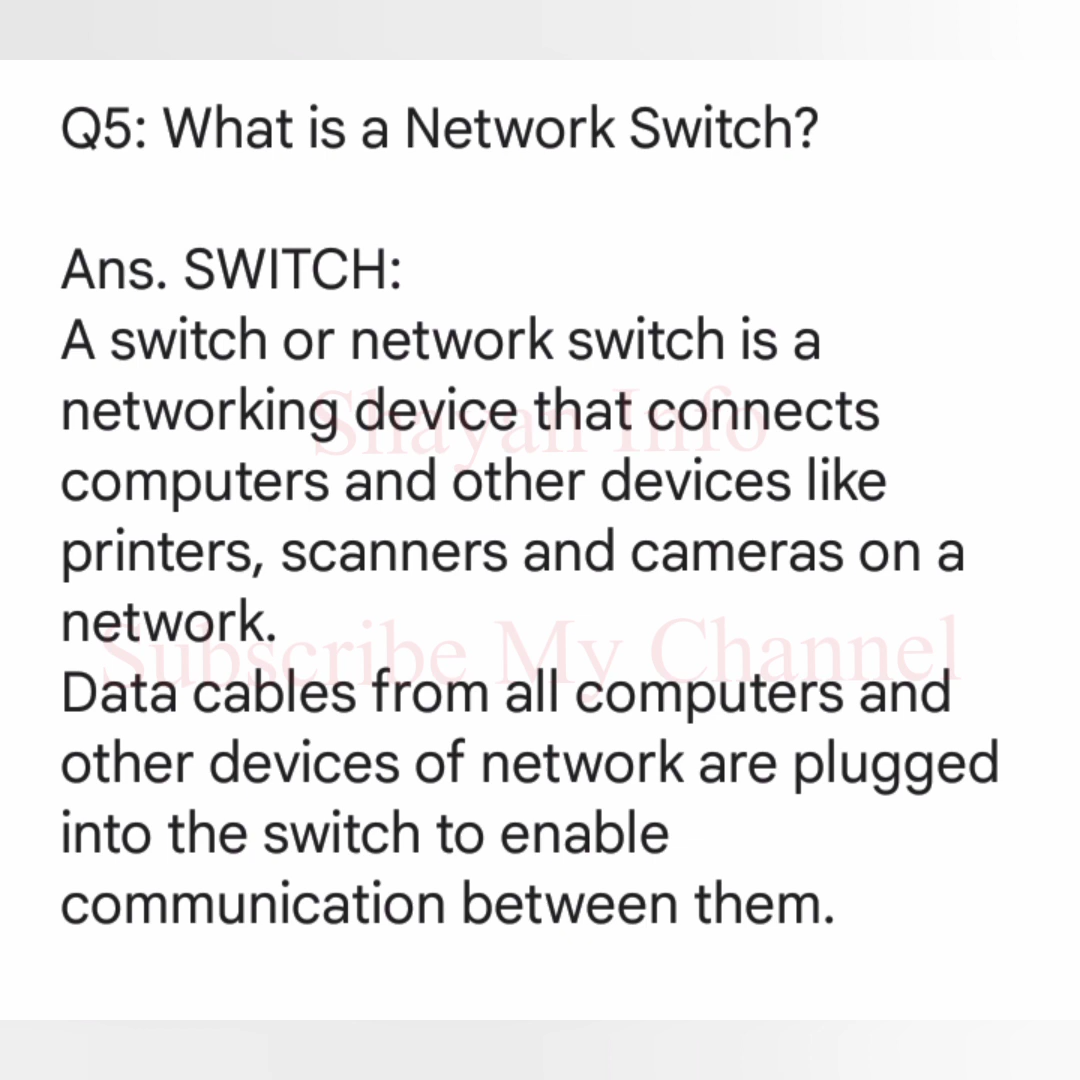 Q5: What is a Network Switch?
Ans. SWITCH:
A switch or network switch is a
networking device that connects
Shayan Info
computers and other devices like
printers, scanners and cameras on a
network.
Subscribe My Channel
Data cables from all computers and
other devices of network are plugged
into the switch to enable
communication between them.